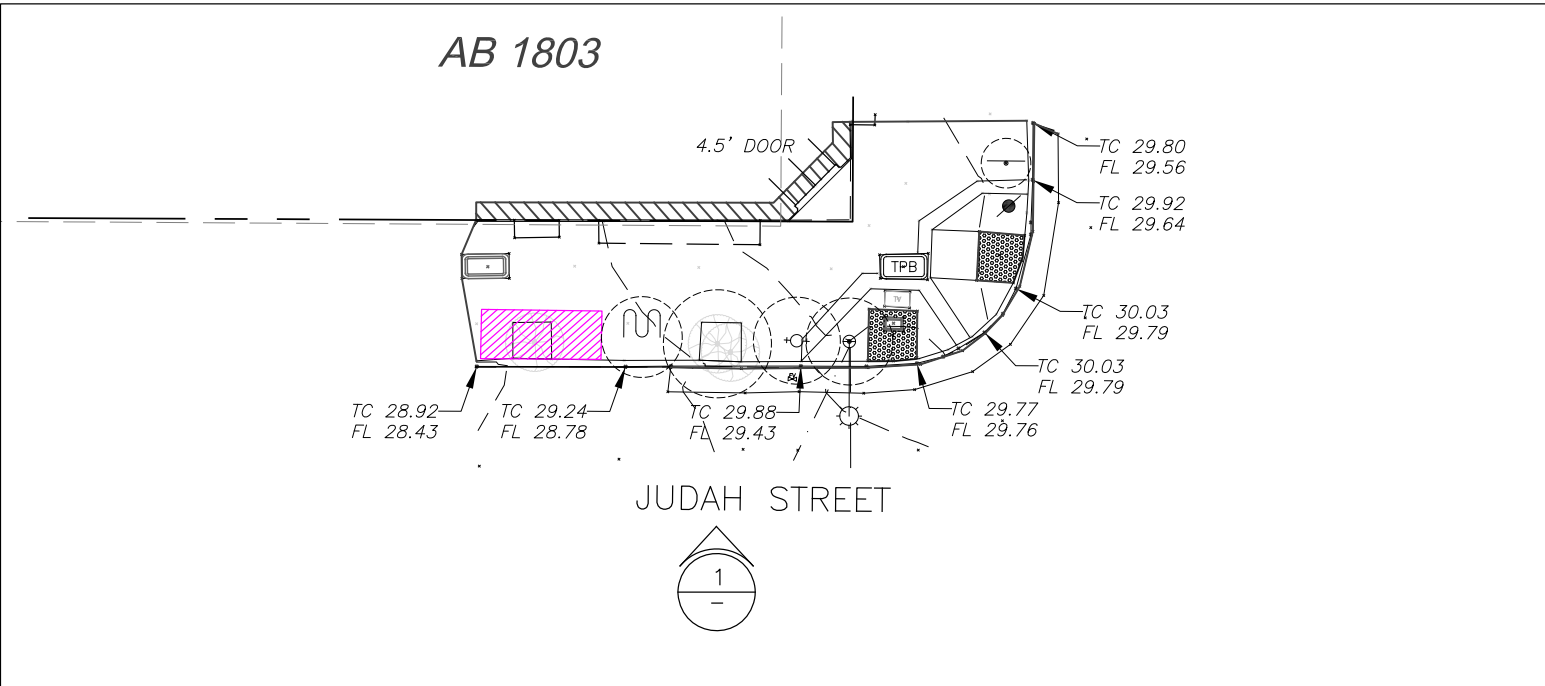 AB 1803
4.5' DOOR
TC 29.80
FL 29.56
TC 29.92
FL 29.64
TPB
TV
TC 30.03
FL 29.79
TC 30.03
FL 29.79
TC 28.92
FL 28.43
TC 29.24
FL 28.78
TC 29.88
FL 29.43
TC 29.77
FL 29.76
JUDAH STREET
1
–